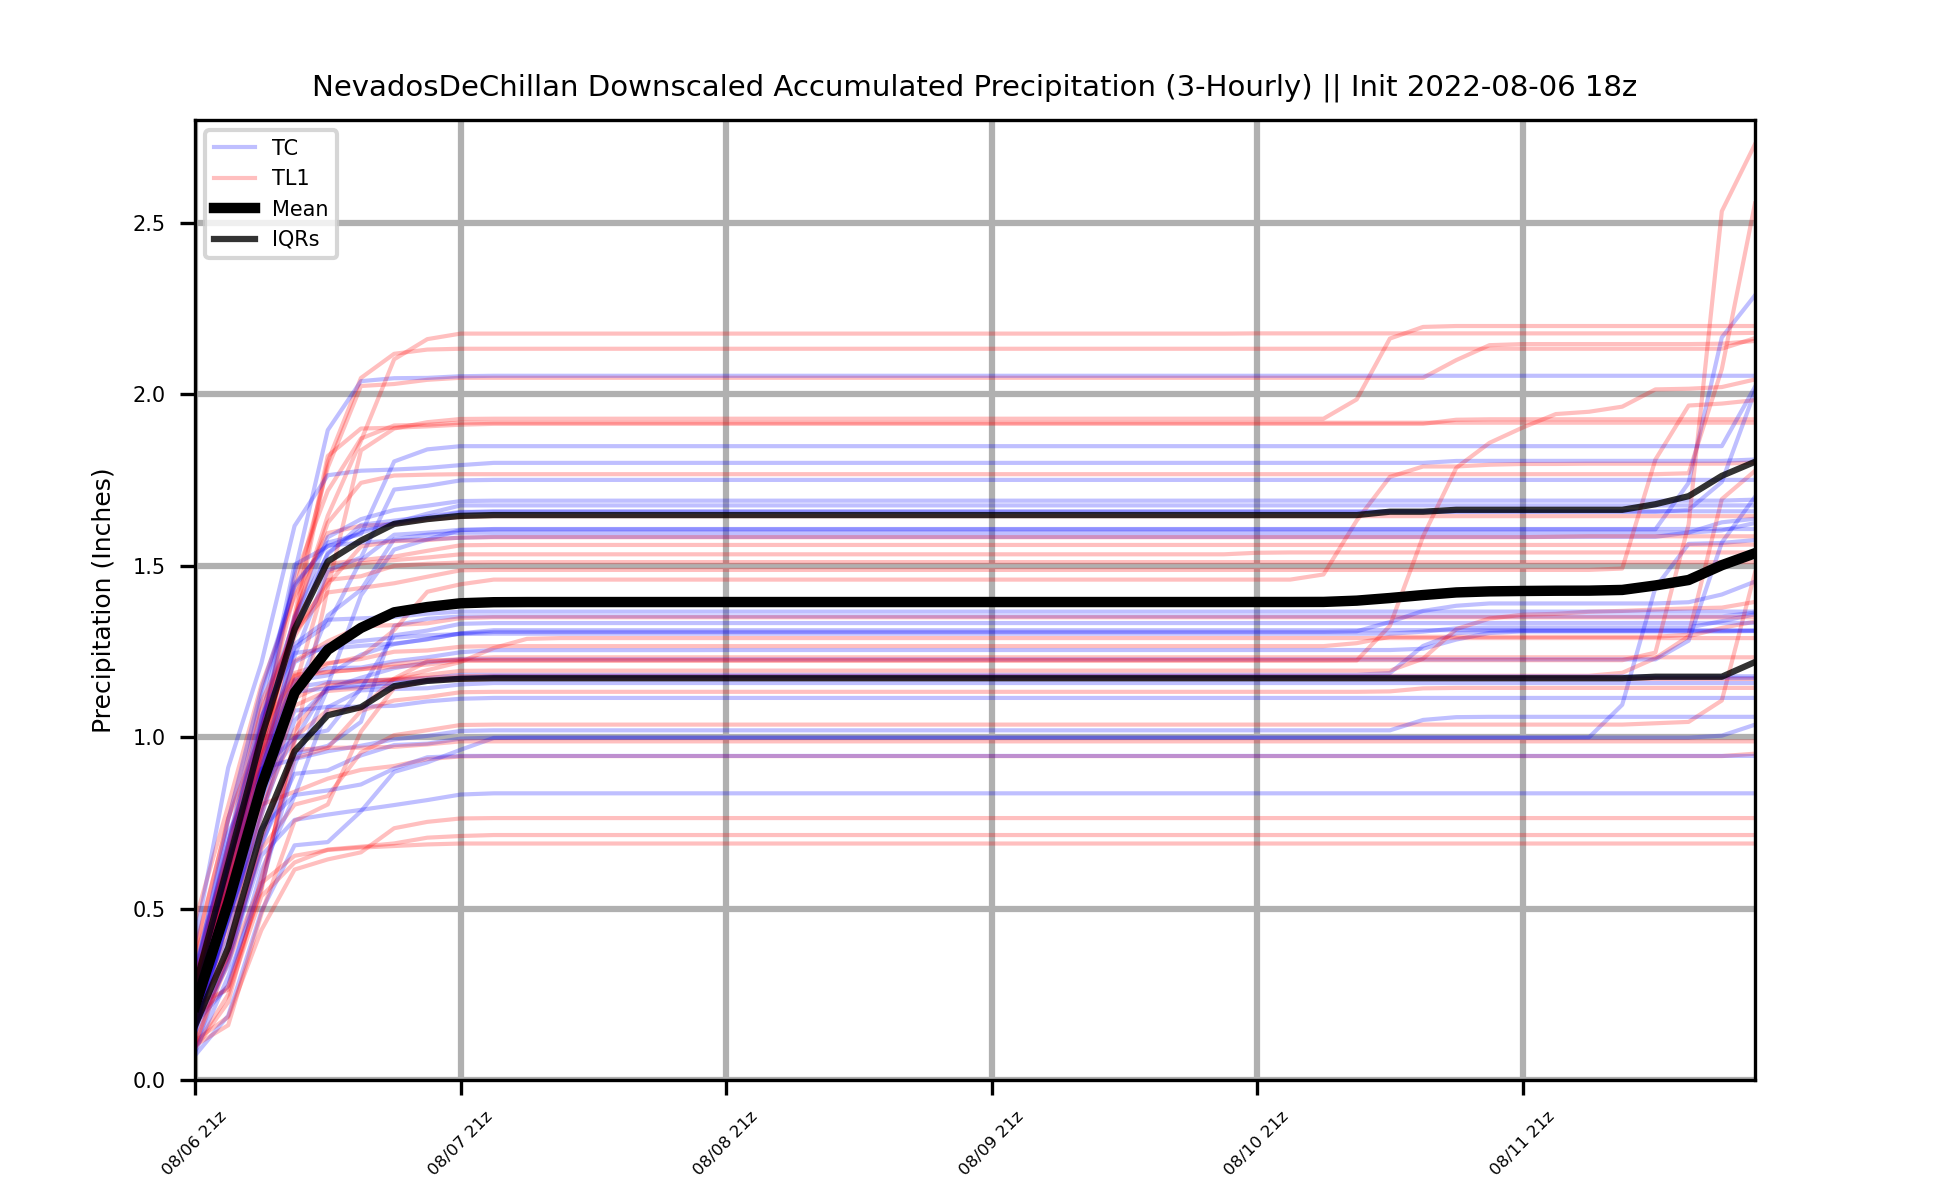 NevadosDeChillan Downscaled Accumulated Precipitation (3-Hourly) || Init 2022-08-06 18z
TC
TL1
Mean
IQRs
Precipitation (Inches)
2.5
2.0
1.5
1.0
0.5
0.0
08/06 21z
08/07 21z
08/08 21z
08/09 21z
08/10 21z
08/11 21z